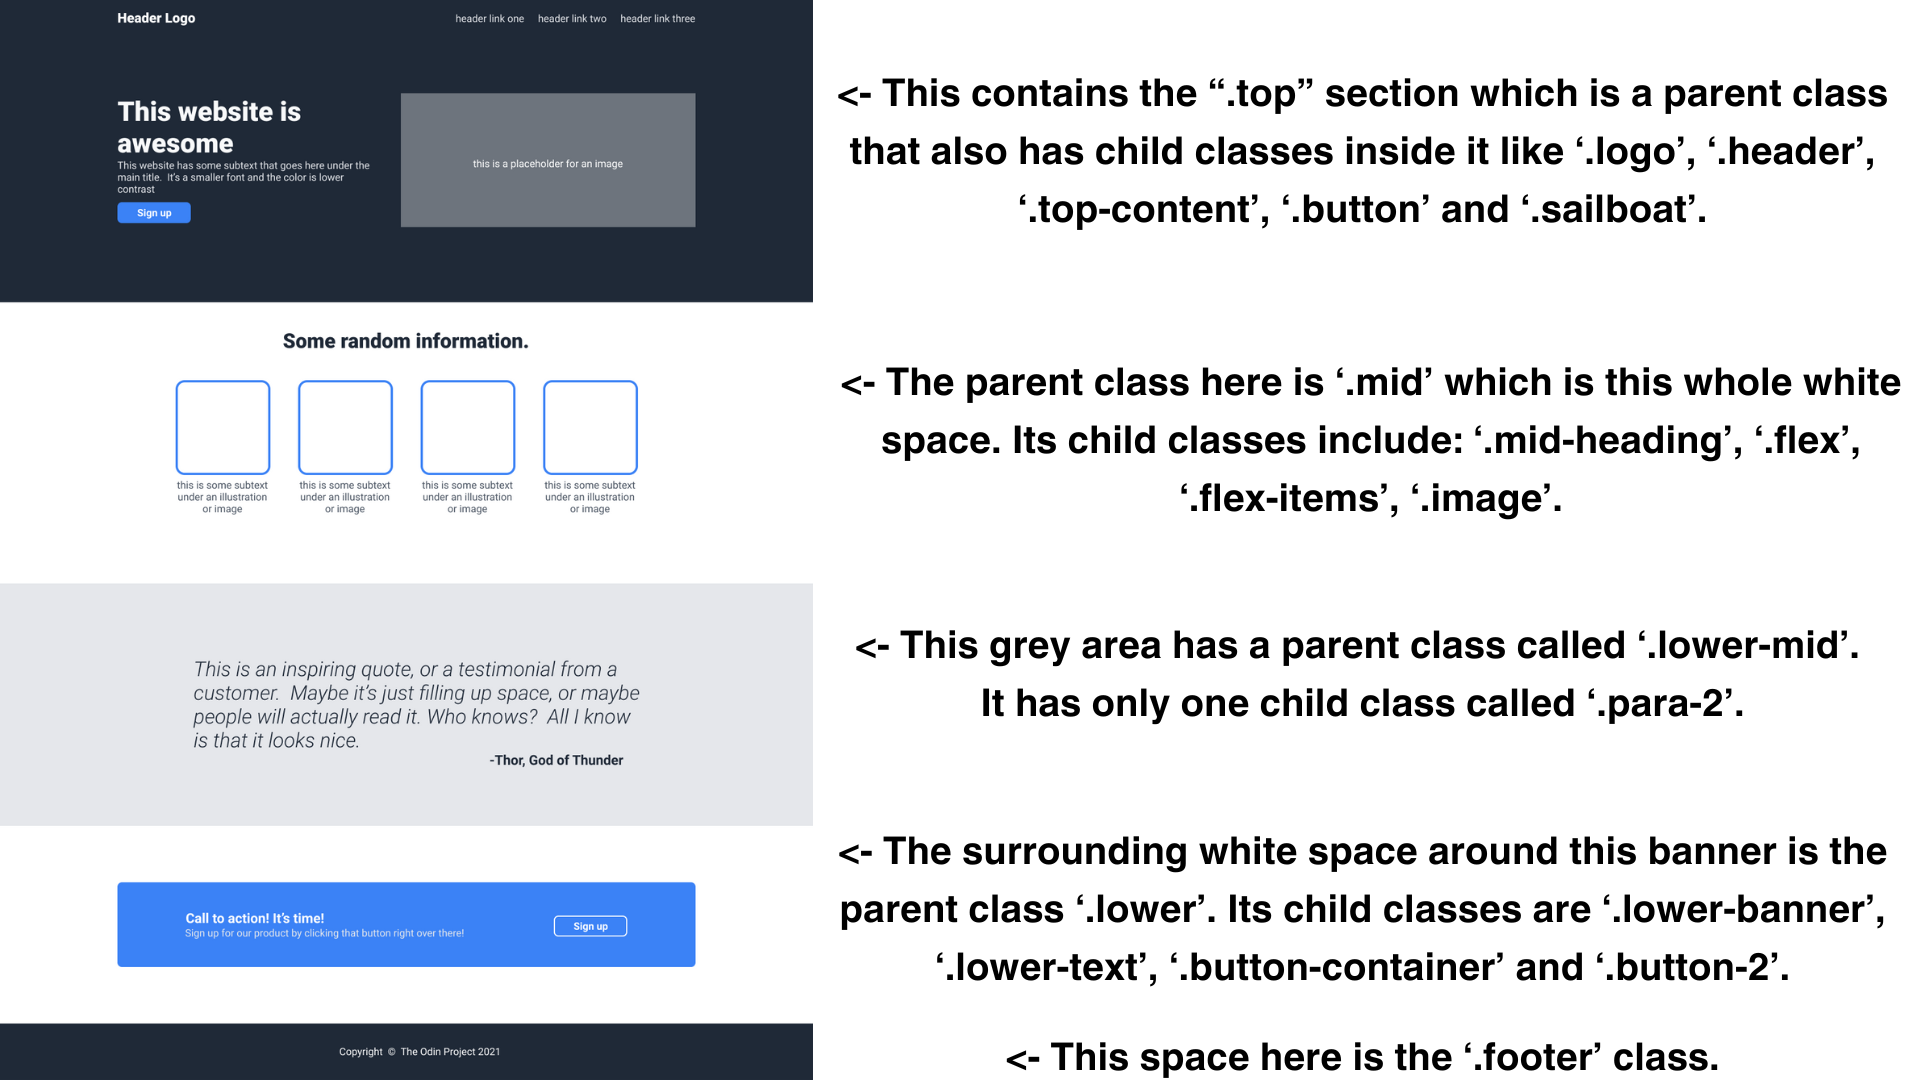 Header Logo
header link one header link two header link three
This website is
awesome
This website has some subtext that goes here under the
main title. It’s a smaller font and the color is lower
contrast
Sign up
this is a placeholder for an image
<- This contains the “.top” section which is a parent class
that also has child classes inside it like ‘.logo’, ‘.header’,
‘.top-content’, ‘.button’ and ‘.sailboat’.
Some random information.
this is some subtext
under an illustration
or image
this is some subtext
under an illustration
or image
this is some subtext
under an illustration
or image
this is some subtext
under an illustration
or image
<- The parent class here is ‘.mid’ which is this whole white
space. Its child classes include: ‘.mid-heading’, ‘.flex’,
‘.flex-items’, ‘.image’.
This is an inspiring quote, or a testimonial from a
customer. Maybe it’s just filling up space, or maybe
people will actually read it. Who knows? All I know
is that it looks nice.
-Thor, God of Thunder
<- This grey area has a parent class called ‘.lower-mid’.
It has only one child class called ‘.para-2’.
Call to action! It’s time!
Sign up for our product by clicking that button right over there!
Sign up
<- The surrounding white space around this banner is the
parent class ‘.lower’. Its child classes are ‘.lower-banner’,
‘.lower-text’, ‘.button-container’ and ‘.button-2’.
Copyright © The Odin Project 2021
<- This space here is the ‘.footer’ class.